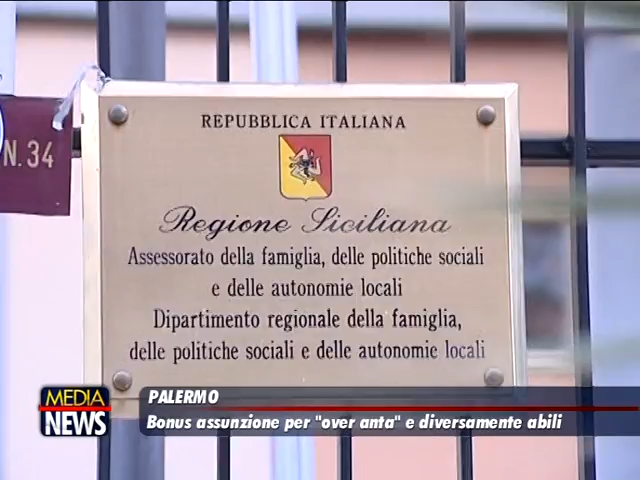 N. 34
REPUBBLICA ITALIANA
Regione Siciliana
Assessorato della famiglia, delle politiche sociali
e delle autonomie locali
Dipartimento regionale della famiglia,
delle politiche sociali e delle autonomie locali
MEDIA
NEWS
PALERMO
Bonus assunzione per "over anta" e diversamente abili